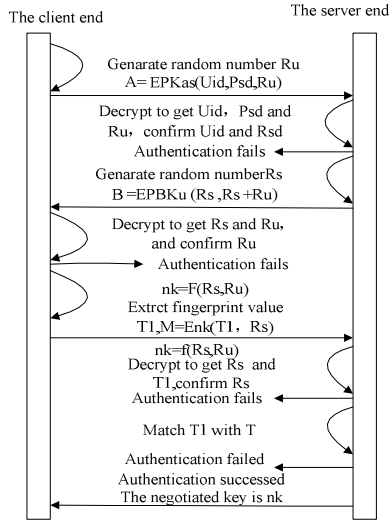 The client end
The server end
Genarate random number Ru
A= EPKas(Uid,Psd,Ru)
Decrypt to get Uid，Psd and
Ru，confirm Uid and Rsd
Authentication fails
Genarate random numberRs
B =EPBKu (Rs ,Rs +Ru)
Decrypt to get Rs and Ru,
and confirm Ru
Authentication fails
nk=F(Rs,Ru)
Extrct fingerprint value
T1,M=Enk(T1，Rs)
nk=f(Rs,Ru)
Decrypt to get Rs and
T1,confirm Rs
Authentication fails
Match T1 with T
Authentication failed
Authentication successed
The negotiated key is nk